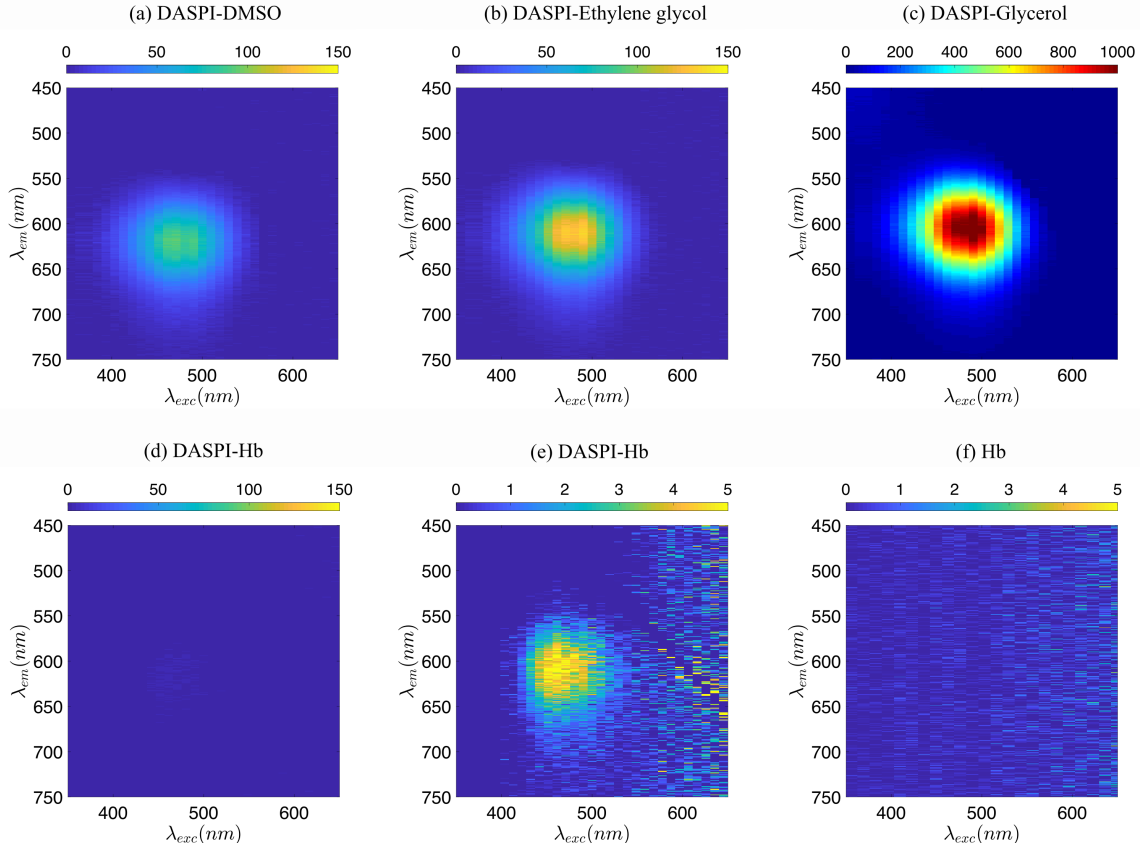 (a) DASPI-DMSO
(b) DASPI-Ethylene glycol
(c) DASPI-Glycerol
0 50 100 150
0 50 100 150
0 200 400 600 800 1000
450
500
550
600
650
700
750
λem(nm)
400 500 600
λexc(nm)
450
500
550
600
650
700
750
λem(nm)
400 500 600
λexc(nm)
450
500
550
600
650
700
750
λem(nm)
400 500 600
λexc(nm)
(d) DASPI-Hb
(e) DASPI-Hb
(f) Hb
0 50 100 150
0 1 2 3 4 5
0 1 2 3 4 5
450
500
550
600
650
700
750
λem(nm)
400 500 600
λexc(nm)
450
500
550
600
650
700
750
λem(nm)
400 500 600
λexc(nm)
450
500
550
600
650
700
750
λem(nm)
400 500 600
λexc(nm)